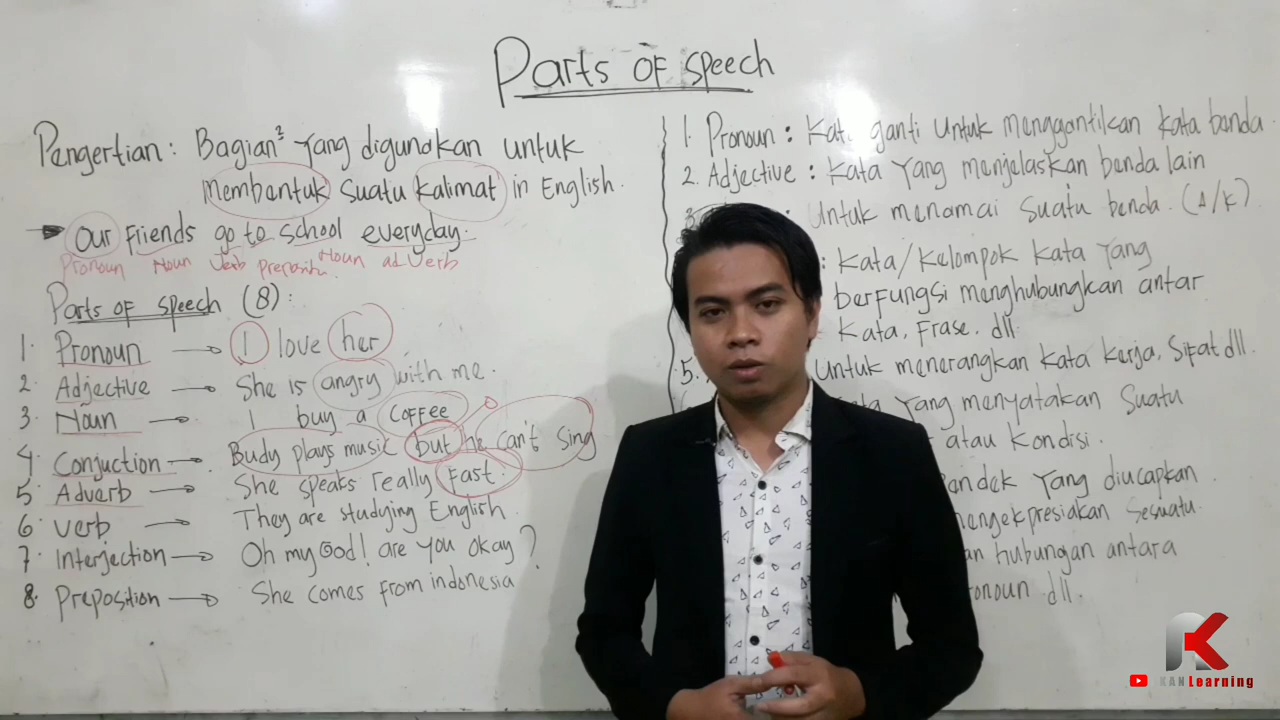 Parts of speech
Pengertian: Bagian² yang digunakan untuk
Membentuk suatu kalimat in English.
Our friends go to school everyday.
Pronoun Noun Verb Noun adverb
Parts of speech (8):
1. Pronoun → I love her
2. Adjective → She is angry with me.
3. Noun I buy a coffee
4. Conjuction → Budy plays music but he can't sing
5. Adverb → She speaks really fast.
6. Verb → They are studying English.
7. Interjection → Oh my God! are you okay?
8. Preposition → She comes from indonesia
1. Pronoun: Kata ganti untuk menggantikan kata benda.
2. Adjective: Kata yang menjelaskan benda lain
3. : Untuk menamai suatu benda. (A/K).
: Kata/kelompok kata yang
berfungsi menghubungkan antar
kata, frase, dll.
5. Untuk menerangkan kata kerja, sifat dll.
yang menyatakan suatu
atau kondisi.
yang diucapkan
sesuatu.
hubungan antara
dll.
KAN Learning